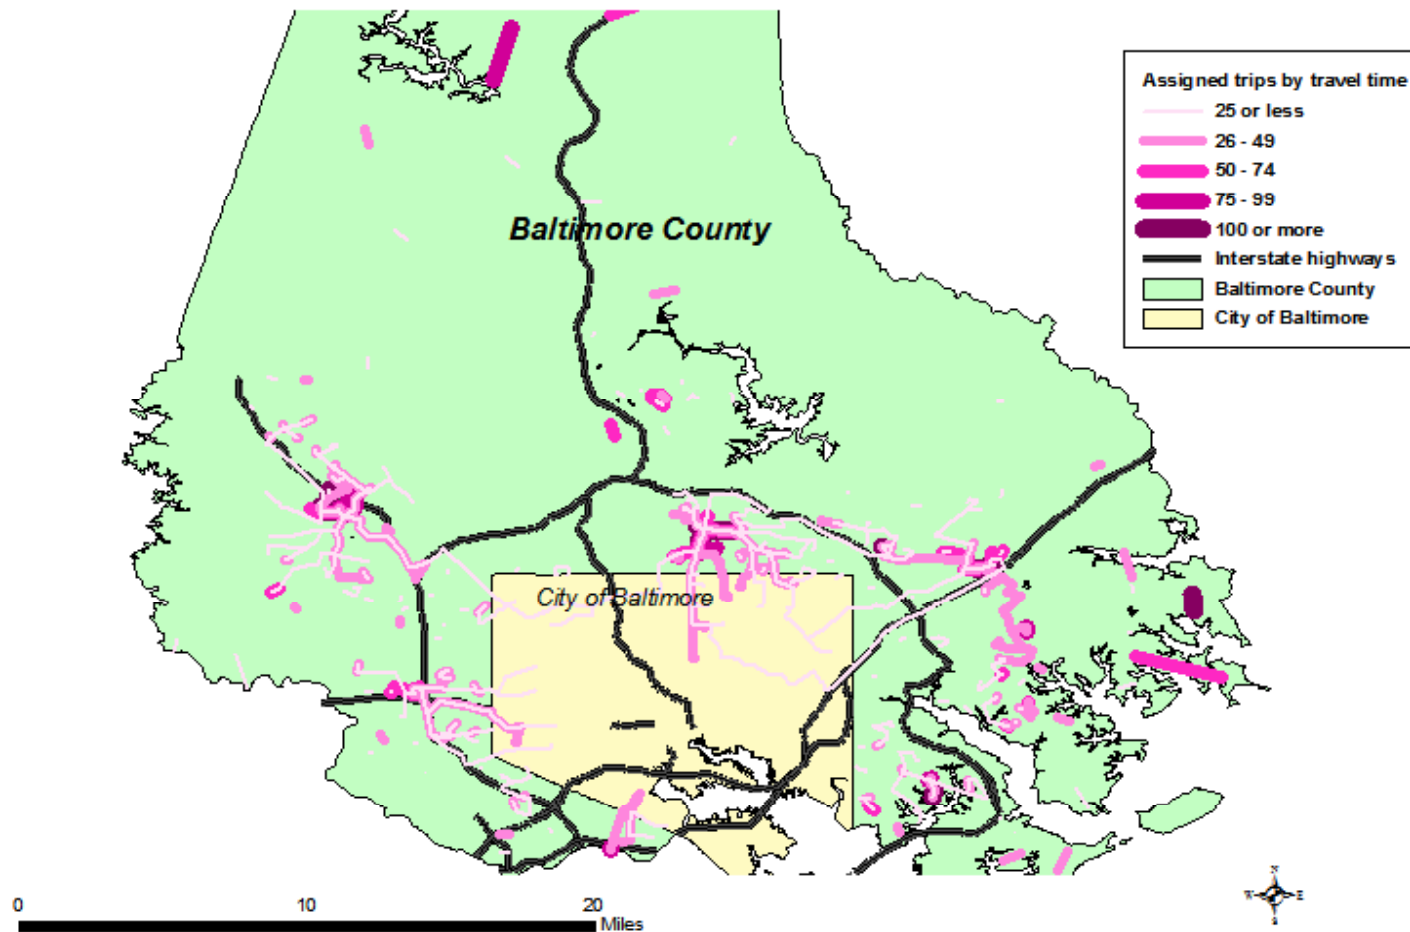 Assigned trips by travel time
25 or less
26 - 49
50 - 74
75 - 99
100 or more
Interstate highways
Baltimore County
City of Baltimore
Baltimore County
City of Baltimore
0 10 20
Miles
N
W E
S